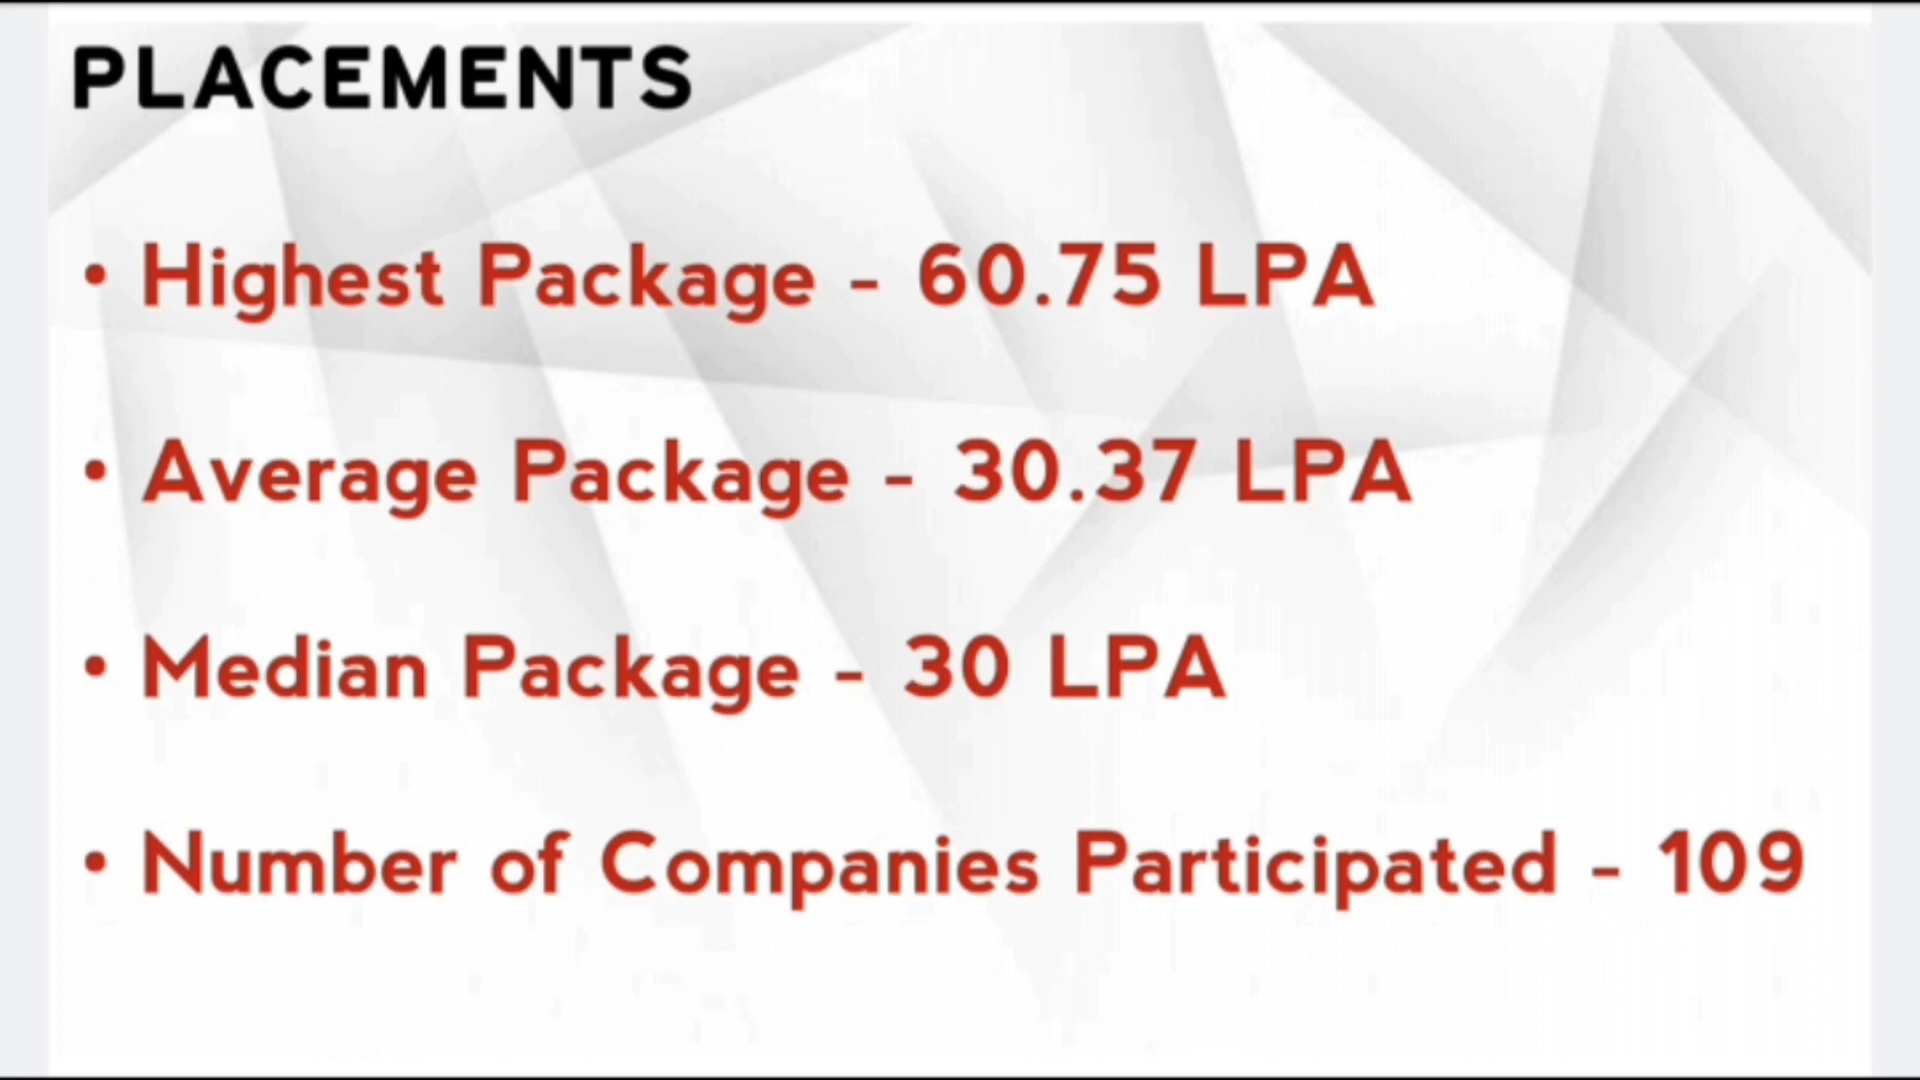 PLACEMENTS
• Highest Package - 60.75 LPA
• Average Package - 30.37 LPA
• Median Package - 30 LPA
• Number of Companies Participated - 109